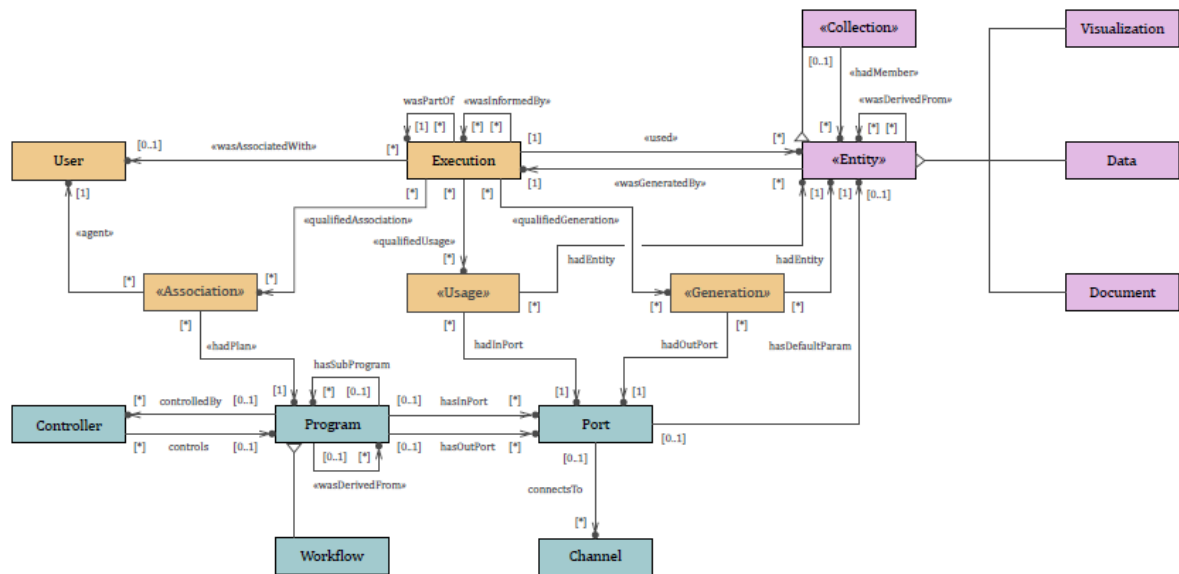 «Collection»
Visualization
[0..1]
«hadMember»
wasPartOf
«wasInformedBy»
«wasDerivedFrom»
[1] [*] [*] [*]
[*] [*] [*]
[0..1]
«wasAssociatedWith»
[*]
[1]
«used»
[*]
User
Execution
«Entity»
Data
[1]
[*]
[*]
[*]
[1]
«wasGeneratedBy»
[*]
[1]
[1]
[0..1]
«qualifiedAssociation»
«qualifiedGeneration»
«agent»
«qualifiedUsage»
[*]
hadEntity
hadEntity
[*]
[*]
«Association»
«Usage»
«Generation»
Document
[*]
[*]
[*]
[*]
[*]
[*]
«hadPlan»
hadInPort
hadOutPort
hasDefaultParam
hasSubProgram
[1]
[*] [0..1]
[1]
[1]
[*]
controlledBy
[0..1]
[0..1]
hasInPort
[*]
Controller
Program
Port
[*]
controls
[0..1]
[0..1]
hasOutPort
[*]
[0..1]
[0..1] [*]
[0..1]
«wasDerivedFrom»
connectsTo
[*]
Workflow
Channel